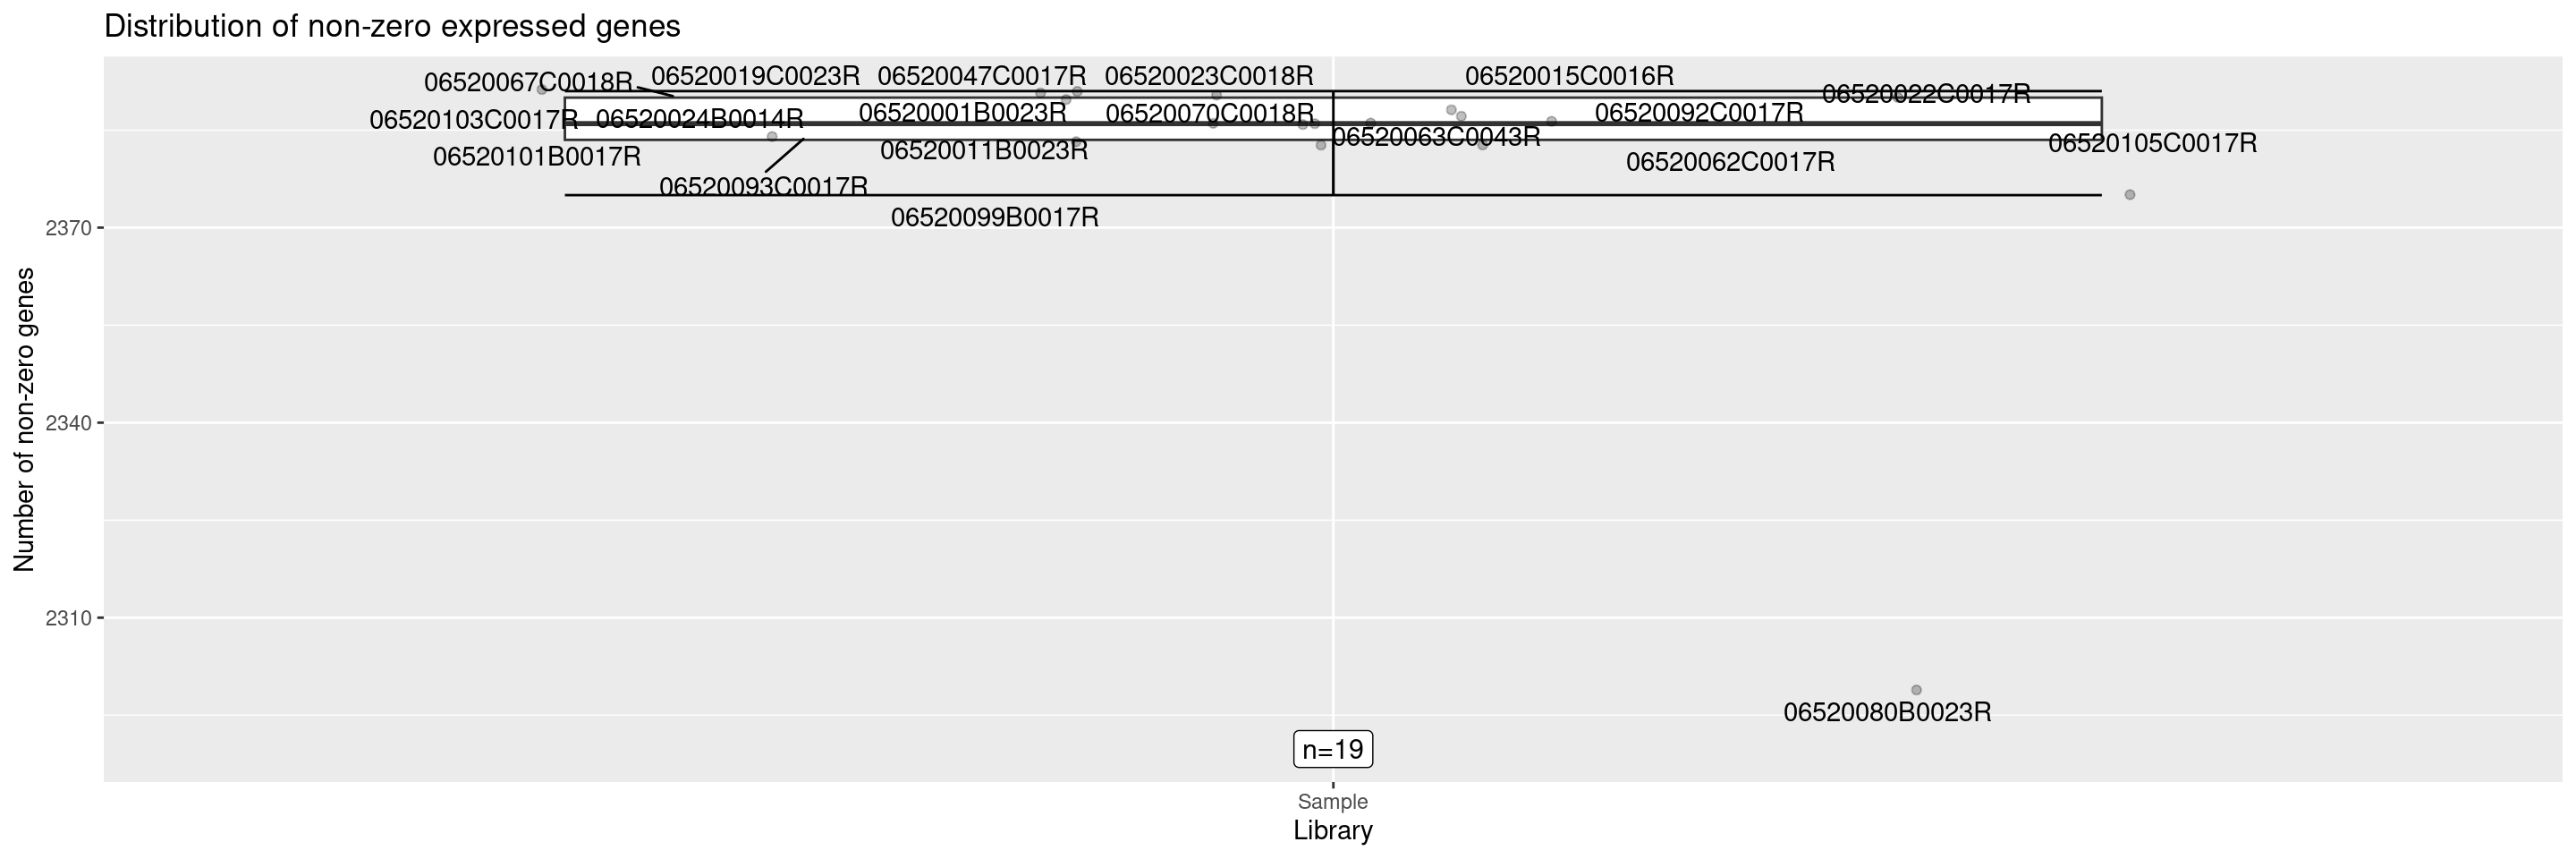 Distribution of non-zero expressed genes
06520067C0018R
06520019C0023R
06520047C0017R
06520023C0018R
06520015C0016R
06520022C0017R
06520103C0017R
06520024B0014R
06520001B0023R
06520070C0018R
06520092C0017R
06520063C0043R
06520105C0017R
06520101B0017R
06520011B0023R
06520062C0017R
06520093C0017R
06520099B0017R
2370
2340
2310
Number of non-zero genes
06520080B0023R
n=19
Sample
Library